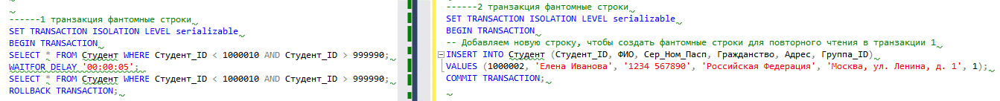 ------1 транзакция фантомные строки
SET TRANSACTION ISOLATION LEVEL serializable
BEGIN TRANSACTION
SELECT * FROM Студент WHERE Студент_ID < 1000010 AND Студент_ID > 999990;
WAITFOR DELAY '00:00:05';
SELECT * FROM Студент WHERE Студент_ID < 1000010 AND Студент_ID > 999990;
ROLLBACK TRANSACTION;
------2 транзакция фантомные строки
SET TRANSACTION ISOLATION LEVEL serializable
BEGIN TRANSACTION
-- Добавляем новую строку, чтобы создать фантомные строки для повторного чтения в транзакции 1
INSERT INTO Студент (Студент_ID, ФИО, Сер_Ном_Пасп, Гражданство, Адрес, Группа_ID)
VALUES (1000002, 'Елена Иванова', '1234 567890', 'Российская Федерация', 'Москва, ул. Ленина, д. 1', 1);
COMMIT TRANSACTION;